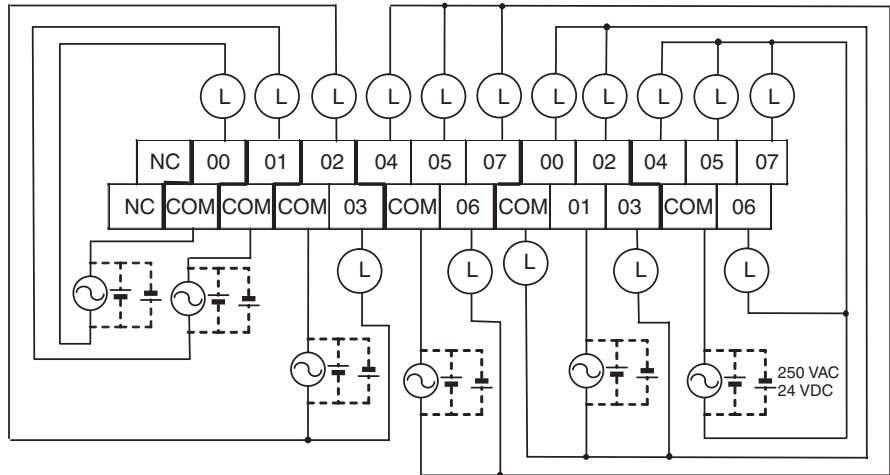 L L L L L L L L L L L
NC 00 01 02 04 05 07 00 02 04 05 07
NC COM COM COM 03 COM 06 COM 01 03 COM 06
L L L L L
250 VAC
24 VDC